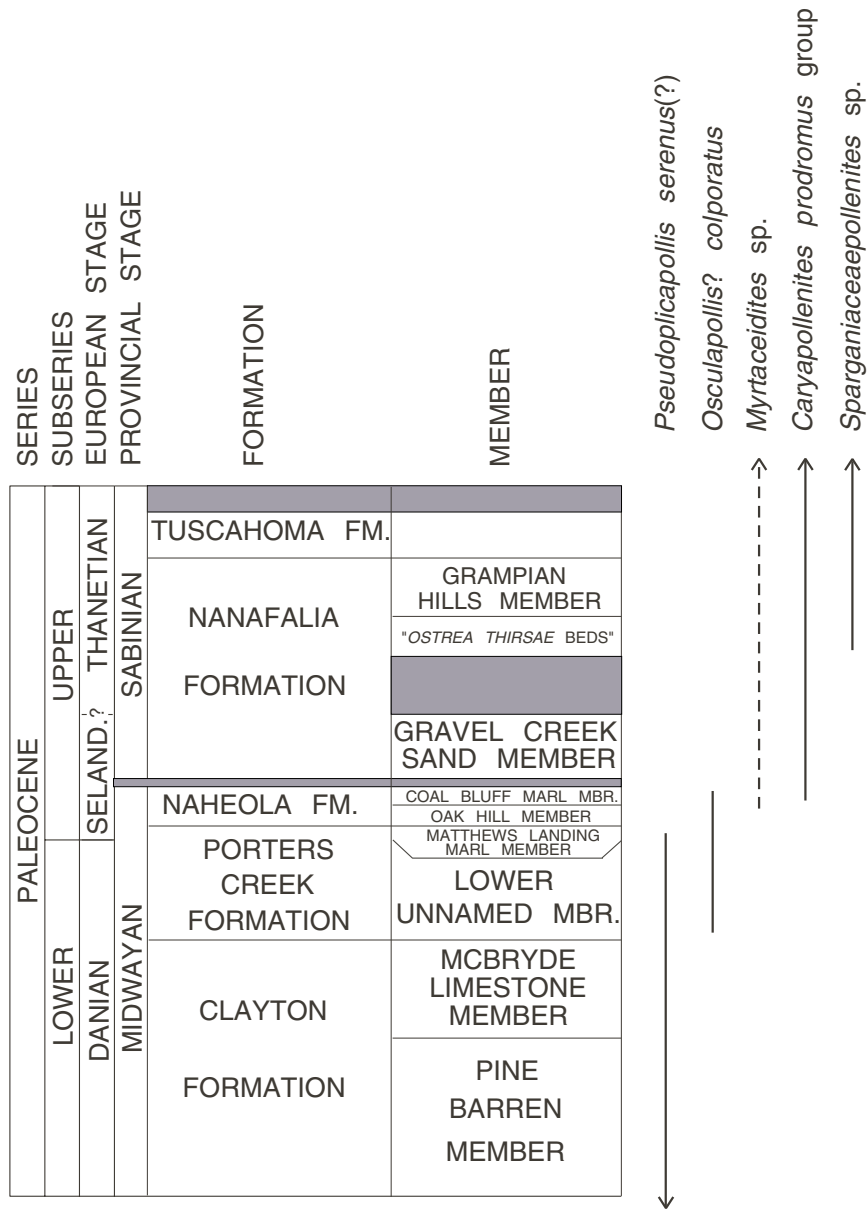 SERIES
SUBSERIES
EUROPEAN STAGE
PROVINCIAL STAGE
FORMATION
MEMBER
Pseudoplicapollis serenus(?)
Osculapollis? colporatus
Myrtaceidites sp.
Caryapollenites prodromus group
Sparganiaceaepollenites sp.
PALEOCENE
UPPER
LOWER
THANETIAN
?
SELAND.
DANIAN
SABINIAN
MIDWAYAN
TUSCAHOMA FM.
NANAFALIA
FORMATION
NAHEOLA FM.
PORTERS
CREEK
FORMATION
CLAYTON
FORMATION
GRAMPIAN
HILLS MEMBER
"OSTREA THIRSAE BEDS"
GRAVEL CREEK
SAND MEMBER
COAL BLUFF MARL MBR.
OAK HILL MEMBER
MATTHEWS LANDING
MARL MEMBER
LOWER
UNNAMED MBR.
MCBRYDE
LIMESTONE
MEMBER
PINE
BARREN
MEMBER